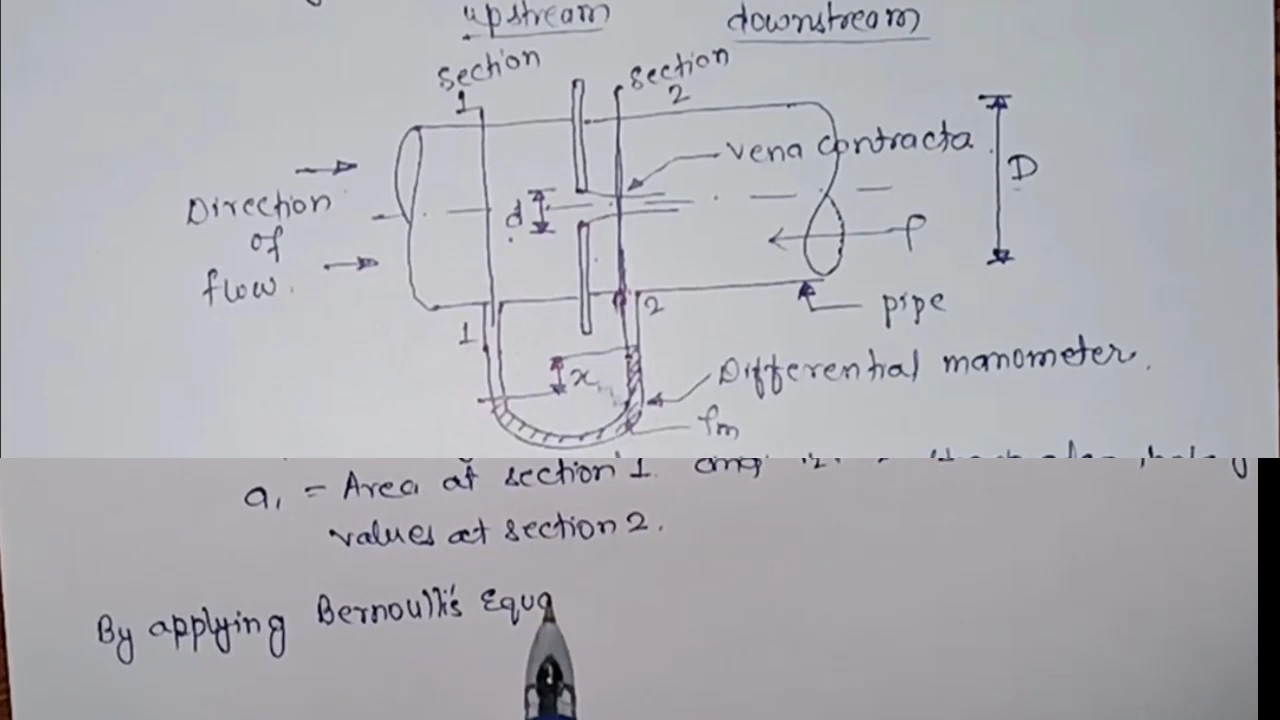 upstream
downstream
section
1
section
2
vena contracta
D
Direction
of
flow.
d
ρ
pipe
1
2
x
Differential manometer.
ρm
a₁ = Area at section 1.
values at section 2.
By applying Bernoulli's Equa